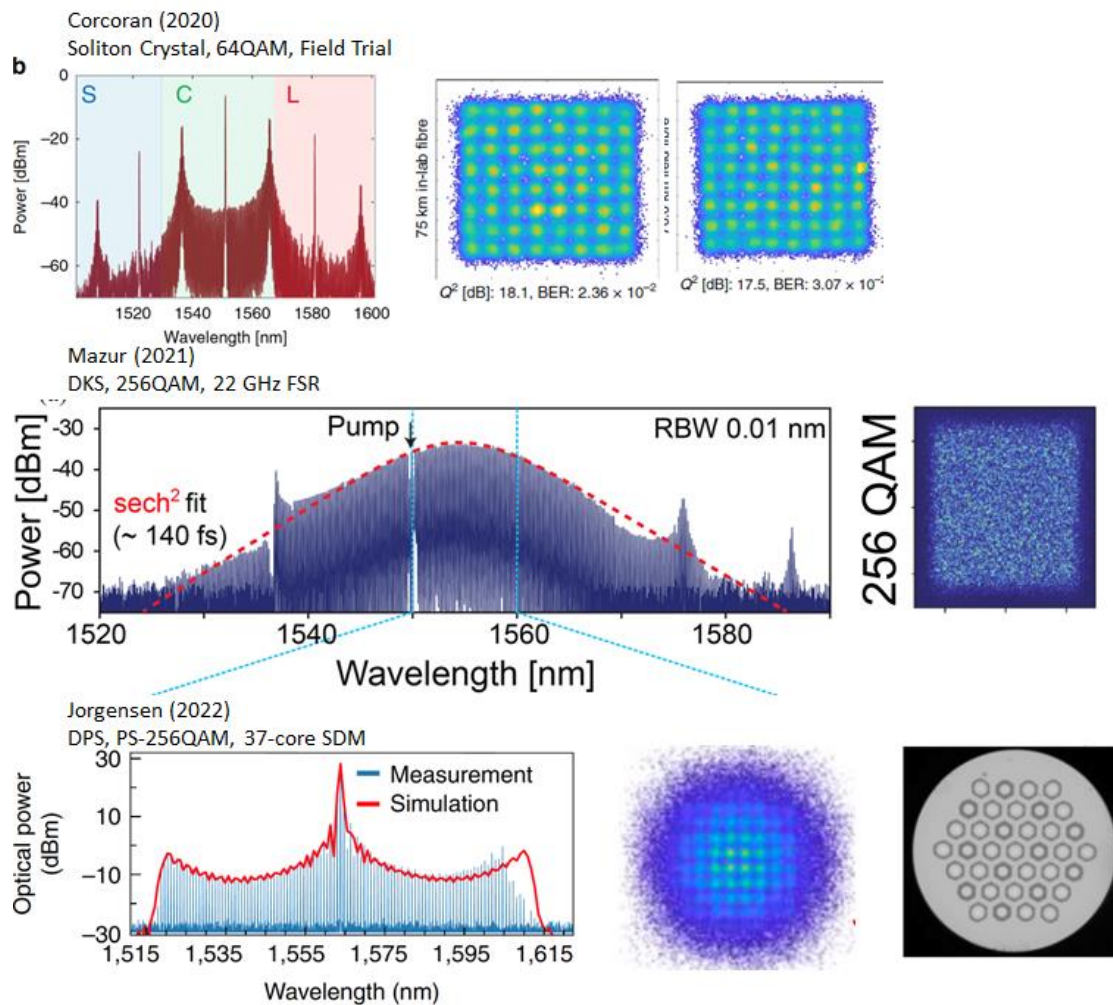 Corcoran (2020)
Soliton Crystal, 64QAM, Field Trial
b
S
C
L
0
−20
−40
−60
Power [dBm]
1520
1540
1560
1580
1600
Wavelength [nm]
75 km in-lab fibre
Q² [dB]: 18.1, BER: 2.36 × 10⁻²
km field fibre
Q² [dB]: 17.5, BER: 3.07 × 10⁻
Mazur (2021)
DKS, 256QAM, 22 GHz FSR
-30
-40
-50
-60
-70
Power [dBm]
Pump
RBW 0.01 nm
sech² fit
(~ 140 fs)
1520
1540
1560
1580
Wavelength [nm]
256 QAM
Jorgensen (2022)
DPS, PS-256QAM, 37-core SDM
30
10
−10
−30
Optical power
(dBm)
Measurement
Simulation
1,515
1,535
1,555
1,575
1,595
1,615
Wavelength (nm)